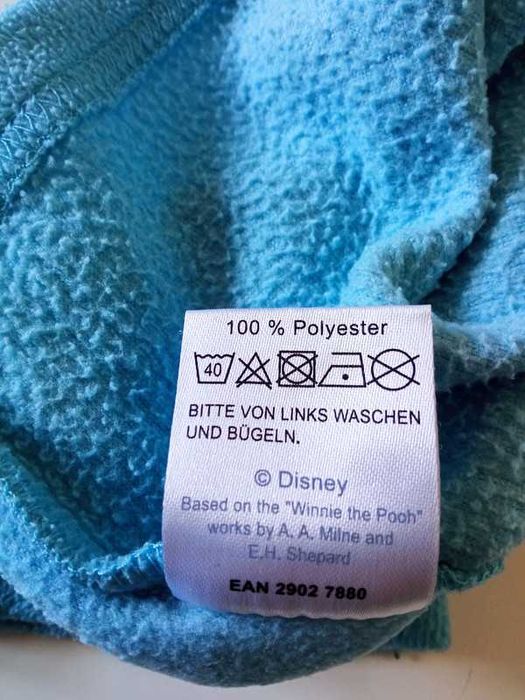 100 % Polyester
40
BITTE VON LINKS WASCHEN
UND BÜGELN.
© Disney
Based on the "Winnie the Pooh"
works by A. A. Milne and
E.H. Shepard
EAN 2902 7880